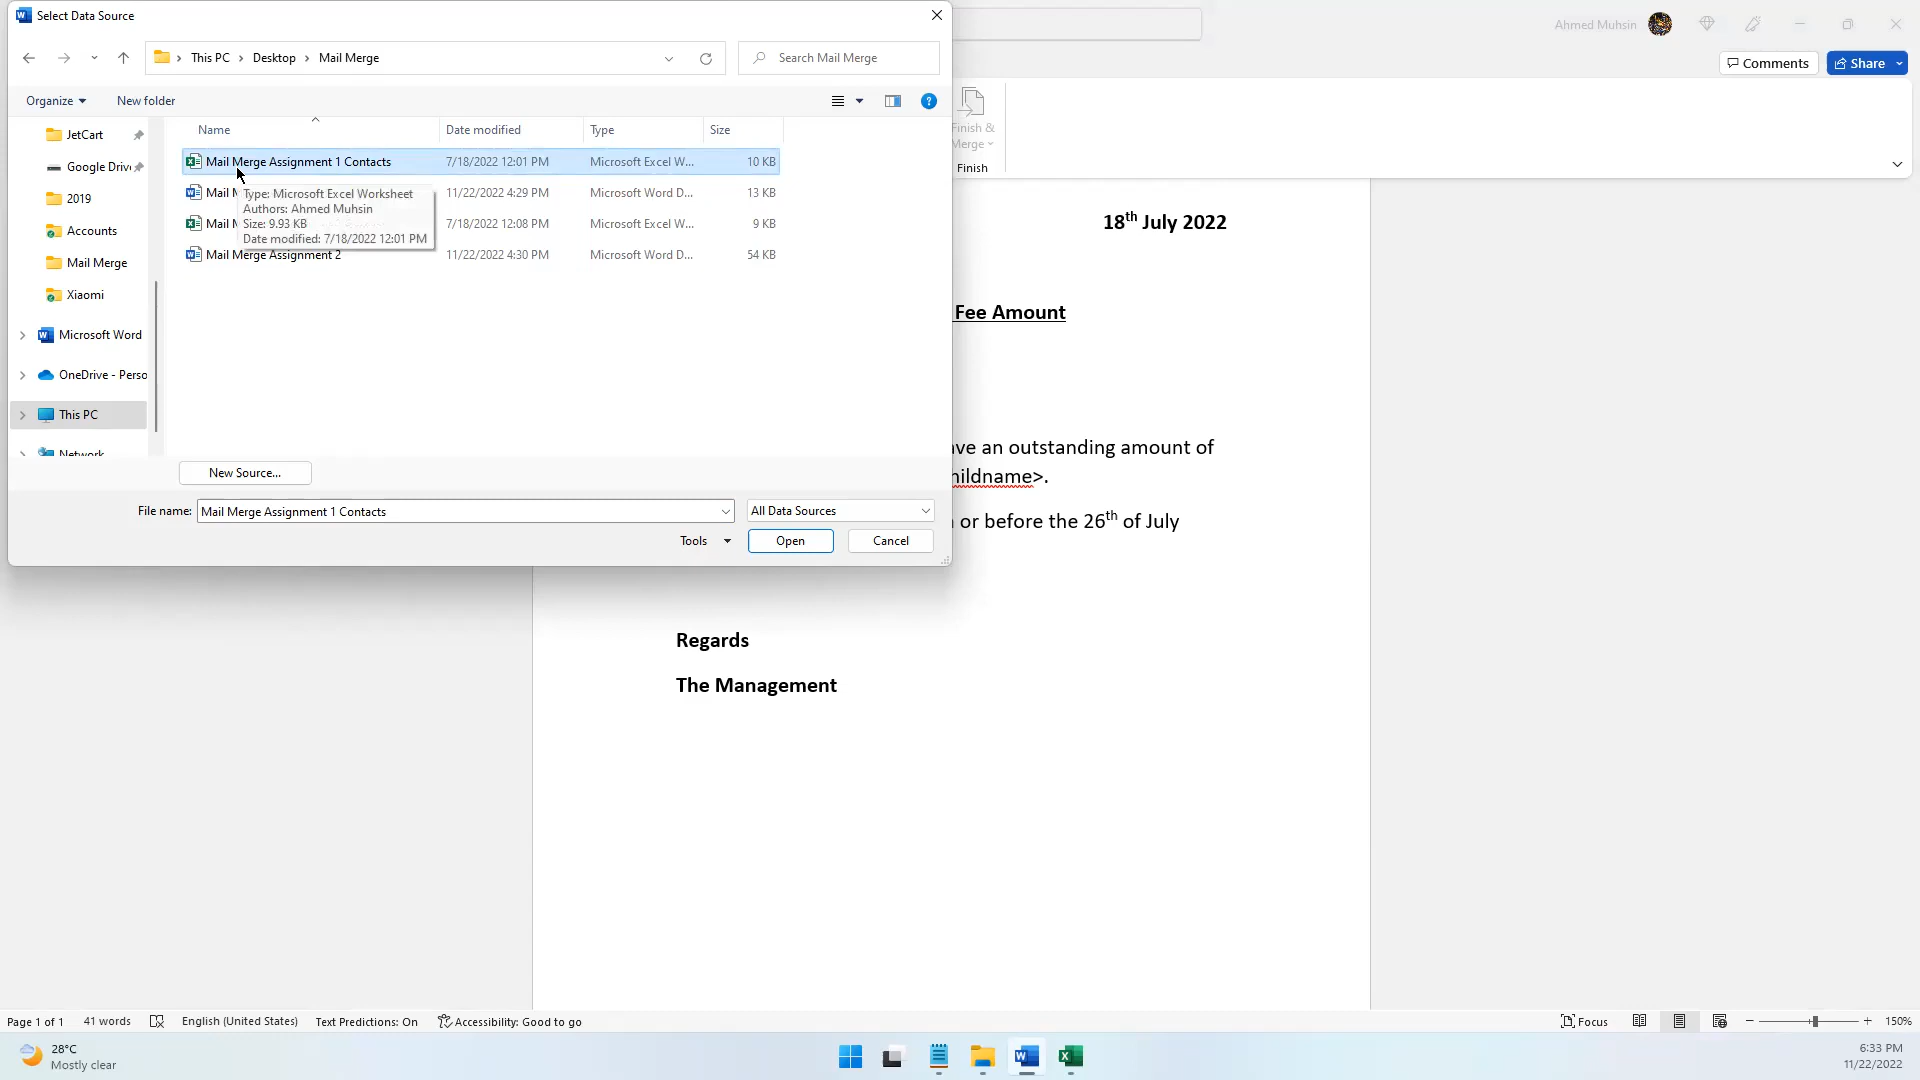 Select Data Source
Ahmed Muhsin
This PC > Desktop > Mail Merge
Search Mail Merge
Comments
Share
Organize
New folder
Finish &
Merge
Finish
Name
Date modified
Type
Size
JetCart
Google Driv
2019
Accounts
Mail Merge
Xiaomi
Microsoft Word
OneDrive - Perso
This PC
Network
Mail Merge Assignment 1 Contacts 7/18/2022 12:01 PM Microsoft Excel W... 10 KB
Mail M 11/22/2022 4:29 PM Microsoft Word D... 13 KB
Mail M 7/18/2022 12:08 PM Microsoft Excel W... 9 KB
Mail Merge Assignment 2 11/22/2022 4:30 PM Microsoft Word D... 54 KB
Type: Microsoft Excel Worksheet
Authors: Ahmed Muhsin
Size: 9.93 KB
Date modified: 7/18/2022 12:01 PM
New Source...
File name: Mail Merge Assignment 1 Contacts
All Data Sources
Tools
Open
Cancel
18th July 2022
Fee Amount
ve an outstanding amount of
hildname>.
or before the 26th of July
Regards
The Management
Page 1 of 1 41 words English (United States) Text Predictions: On Accessibility: Good to go
Focus
150%
28°C
Mostly clear
6:33 PM
11/22/2022